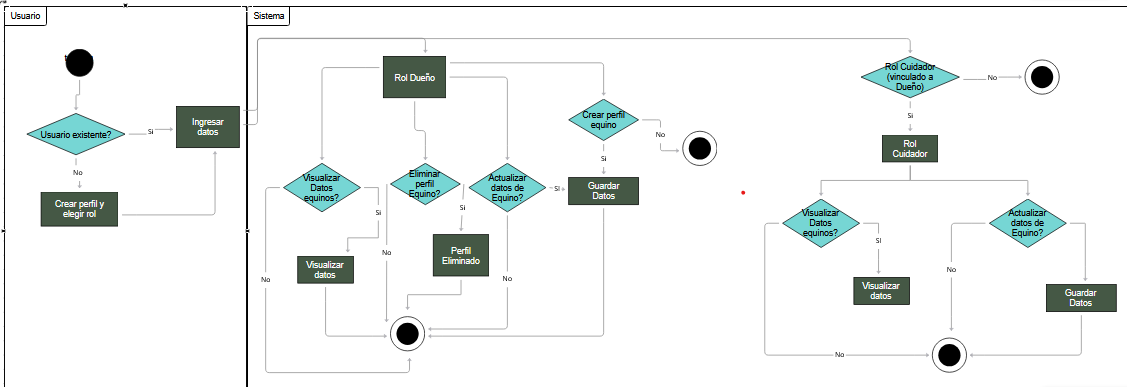 Usuario
Sistema
Usuario existente?
Si
No
Ingresar
datos
Crear perfil y
elegir rol
Rol Dueño
Visualizar
Datos
equinos?
Si
No
Visualizar
datos
Eliminar
perfil
Equino?
Si
No
Perfil
Eliminado
Actualizar
datos de
Equino?
SI
No
Crear perfil
equino
No
Si
Guardar
Datos
Rol Cuidador
(vinculado a
Dueño)
No
Si
Rol
Cuidador
Visualizar
Datos
equinos?
SI
No
Visualizar
datos
Actualizar
datos de
Equino?
No
Guardar
Datos